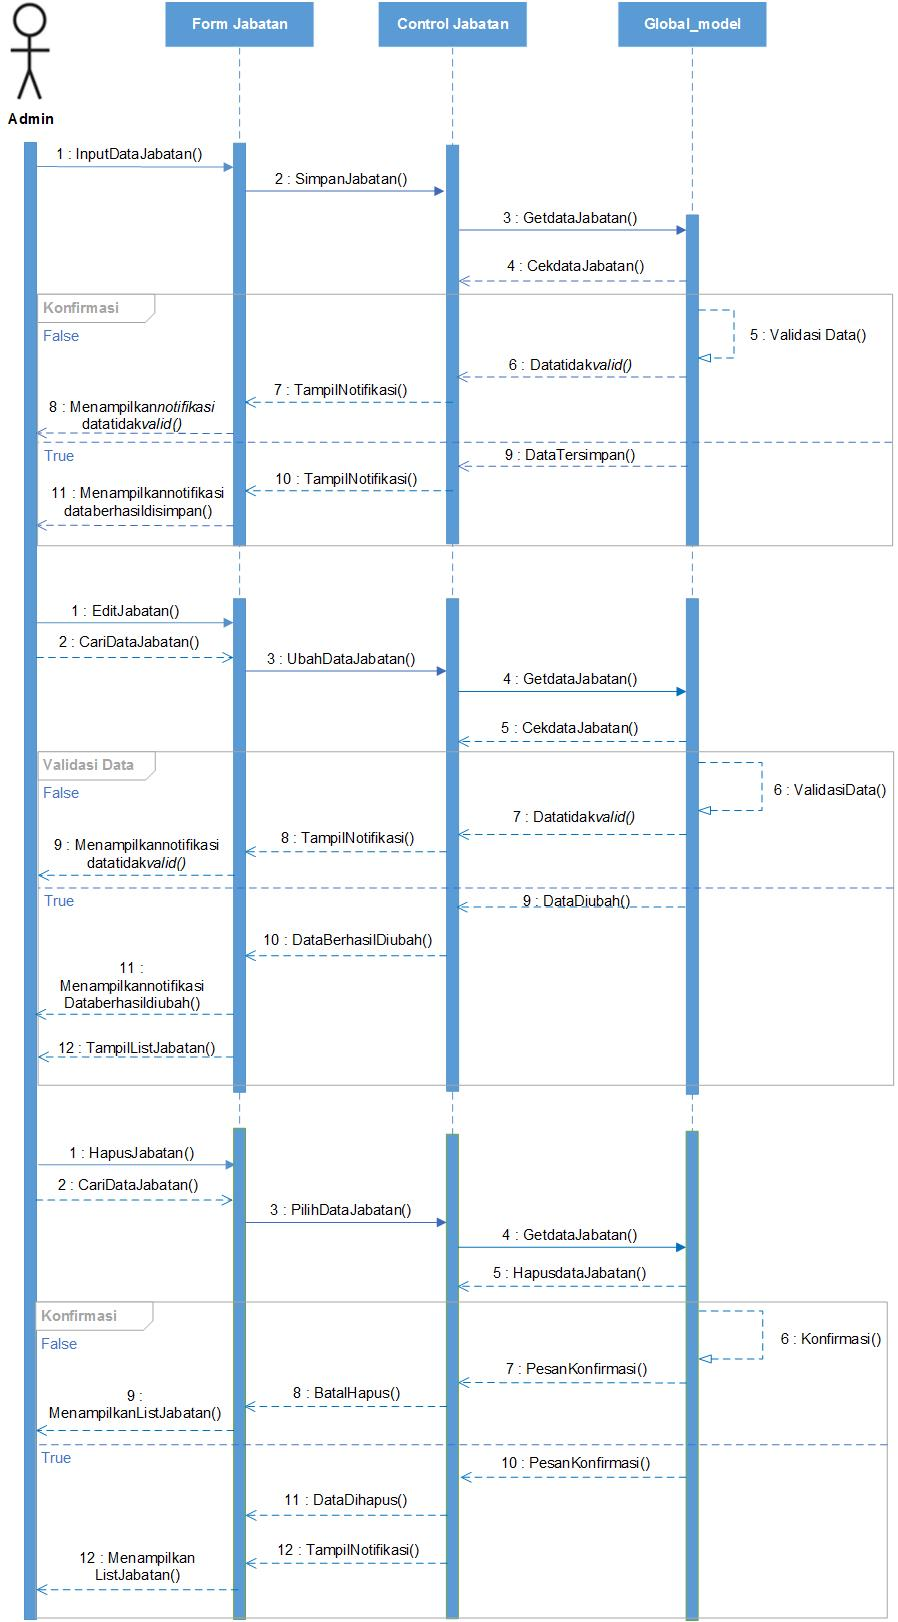 Form Jabatan
Control Jabatan
Global_model
Admin
1 : InputDataJabatan()
2 : SimpanJabatan()
3 : GetdataJabatan()
4 : CekdataJabatan()
Konfirmasi
False
5 : Validasi Data()
6 : Datatidakvalid()
7 : TampilNotifikasi()
8 : Menampilkannotifikasi
datatidakvalid()
True
9 : DataTersimpan()
10 : TampilNotifikasi()
11 : Menampilkannotifikasi
databerhasildisimpan()
1 : EditJabatan()
2 : CariDataJabatan()
3 : UbahDataJabatan()
4 : GetdataJabatan()
5 : CekdataJabatan()
Validasi Data
False
6 : ValidasiData()
7 : Datatidakvalid()
8 : TampilNotifikasi()
9 : Menampilkannotifikasi
datatidakvalid()
True
9 : DataDiubah()
10 : DataBerhasilDiubah()
11 :
Menampilkannotifikasi
Databerhasildiubah()
12 : TampilListJabatan()
1 : HapusJabatan()
2 : CariDataJabatan()
3 : PilihDataJabatan()
4 : GetdataJabatan()
5 : HapusdataJabatan()
Konfirmasi
False
6 : Konfirmasi()
7 : PesanKonfirmasi()
8 : BatalHapus()
9 :
MenampilkanListJabatan()
True
10 : PesanKonfirmasi()
11 : DataDihapus()
12 : TampilNotifikasi()
12 : Menampilkan
ListJabatan()